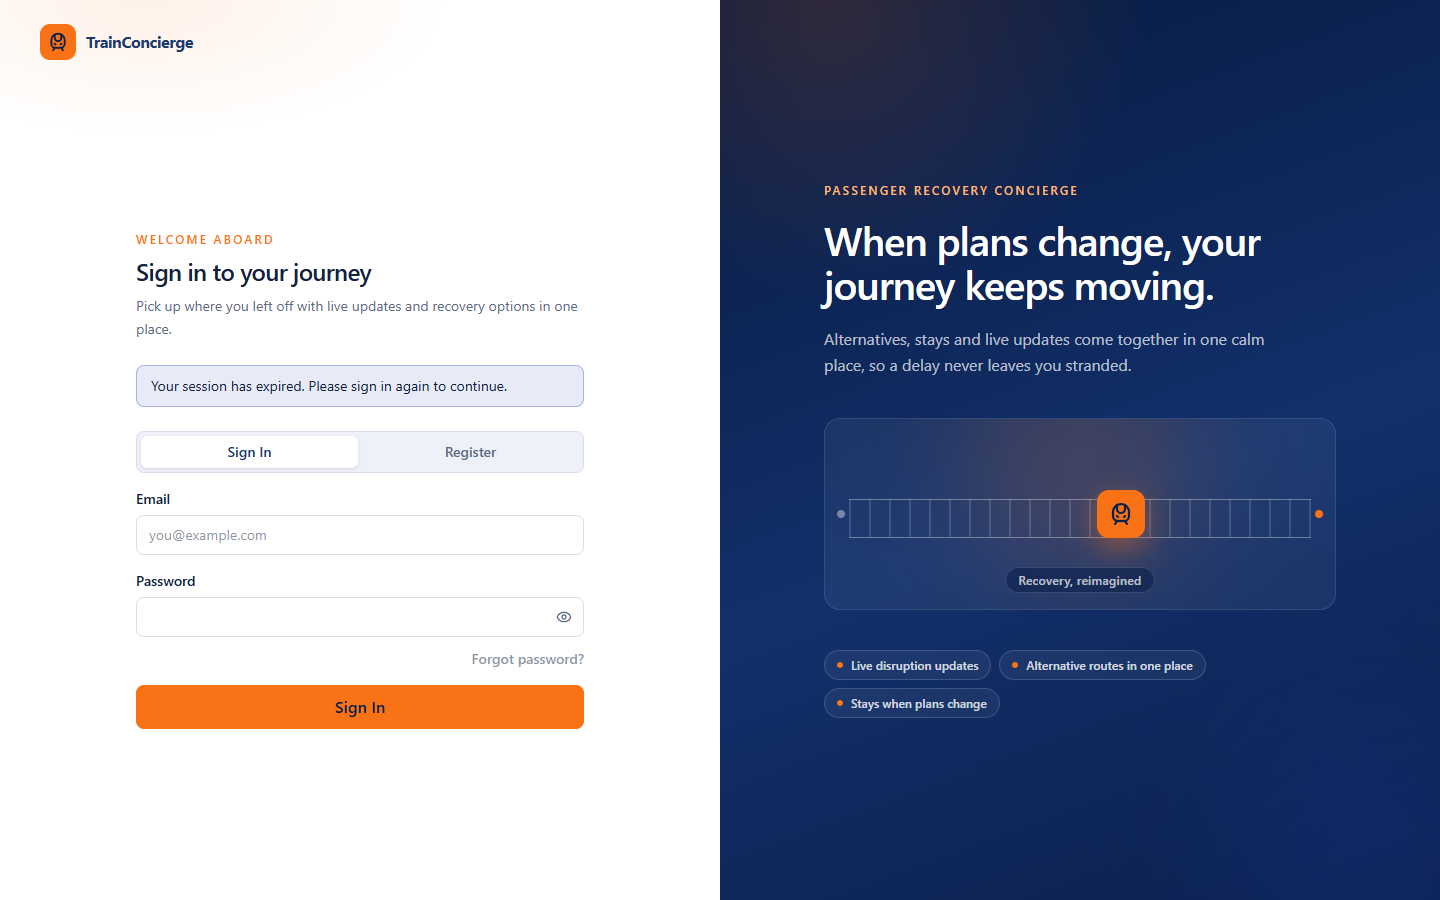 TrainConcierge
WELCOME ABOARD
Sign in to your journey
Pick up where you left off with live updates and recovery options in one
place.
Your session has expired. Please sign in again to continue.
Sign In
Register
Email
you@example.com
Password
Forgot password?
Sign In
PASSENGER RECOVERY CONCIERGE
When plans change, your
journey keeps moving.
Alternatives, stays and live updates come together in one calm
place, so a delay never leaves you stranded.
Recovery, reimagined
Live disruption updates
Alternative routes in one place
Stays when plans change